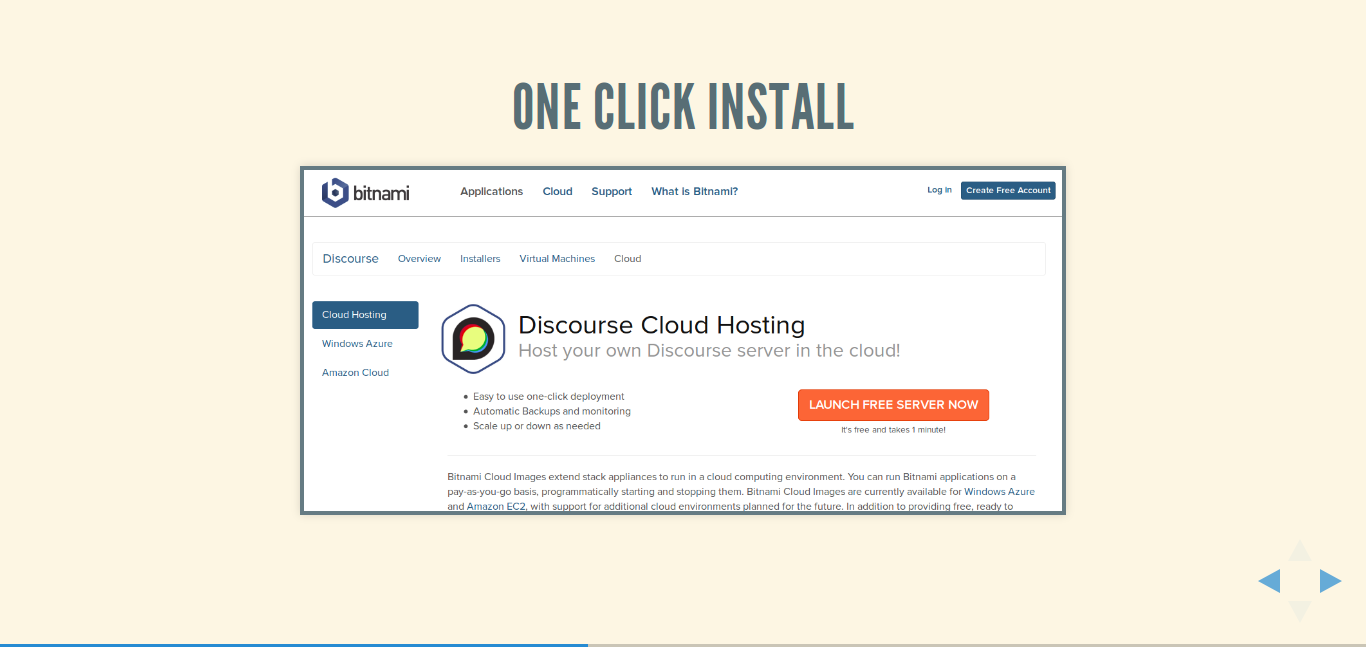 ONE CLICK INSTALL
bitnami
Applications Cloud Support What is Bitnami?
Log in Create Free Account
Discourse Overview Installers Virtual Machines Cloud
Cloud Hosting
Windows Azure
Amazon Cloud
Discourse Cloud Hosting
Host your own Discourse server in the cloud!
Easy to use one-click deployment
Automatic Backups and monitoring
Scale up or down as needed
LAUNCH FREE SERVER NOW
It's free and takes 1 minute!
Bitnami Cloud Images extend stack appliances to run in a cloud computing environment. You can run Bitnami applications on a
pay-as-you-go basis, programmatically starting and stopping them. Bitnami Cloud Images are currently available for Windows Azure
and Amazon EC2, with support for additional cloud environments planned for the future. In addition to providing free, ready to